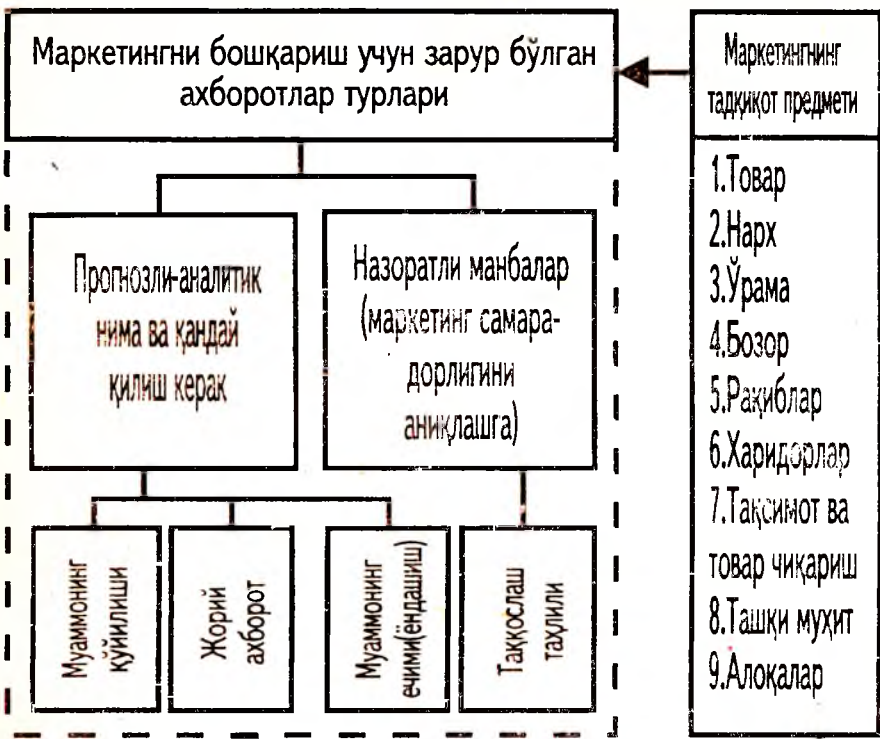 Маркетингни бошқариш учун зарур бўлган
ахборотлар турлари
Маркетингнинг
тадқиқот предмети
Прогнозли-аналитик
нима ва қандай
қилиш керак
Назоратли манбалар
(маркетинг самара-
дорлигини
аниқлашга)
Муаммонинг
қўйилиши
Жорий
ахборот
Муаммонинг
ечими(ёндашиш)
Таққослаш
таҳлили
1.Товар
2.Нарх
3.Ўрама
4.Бозор
5.Рақиблар
6.Харидорлар
7.Тақсимот ва
товар чиқариш
8.Ташқи муҳит
9.Алоқалар